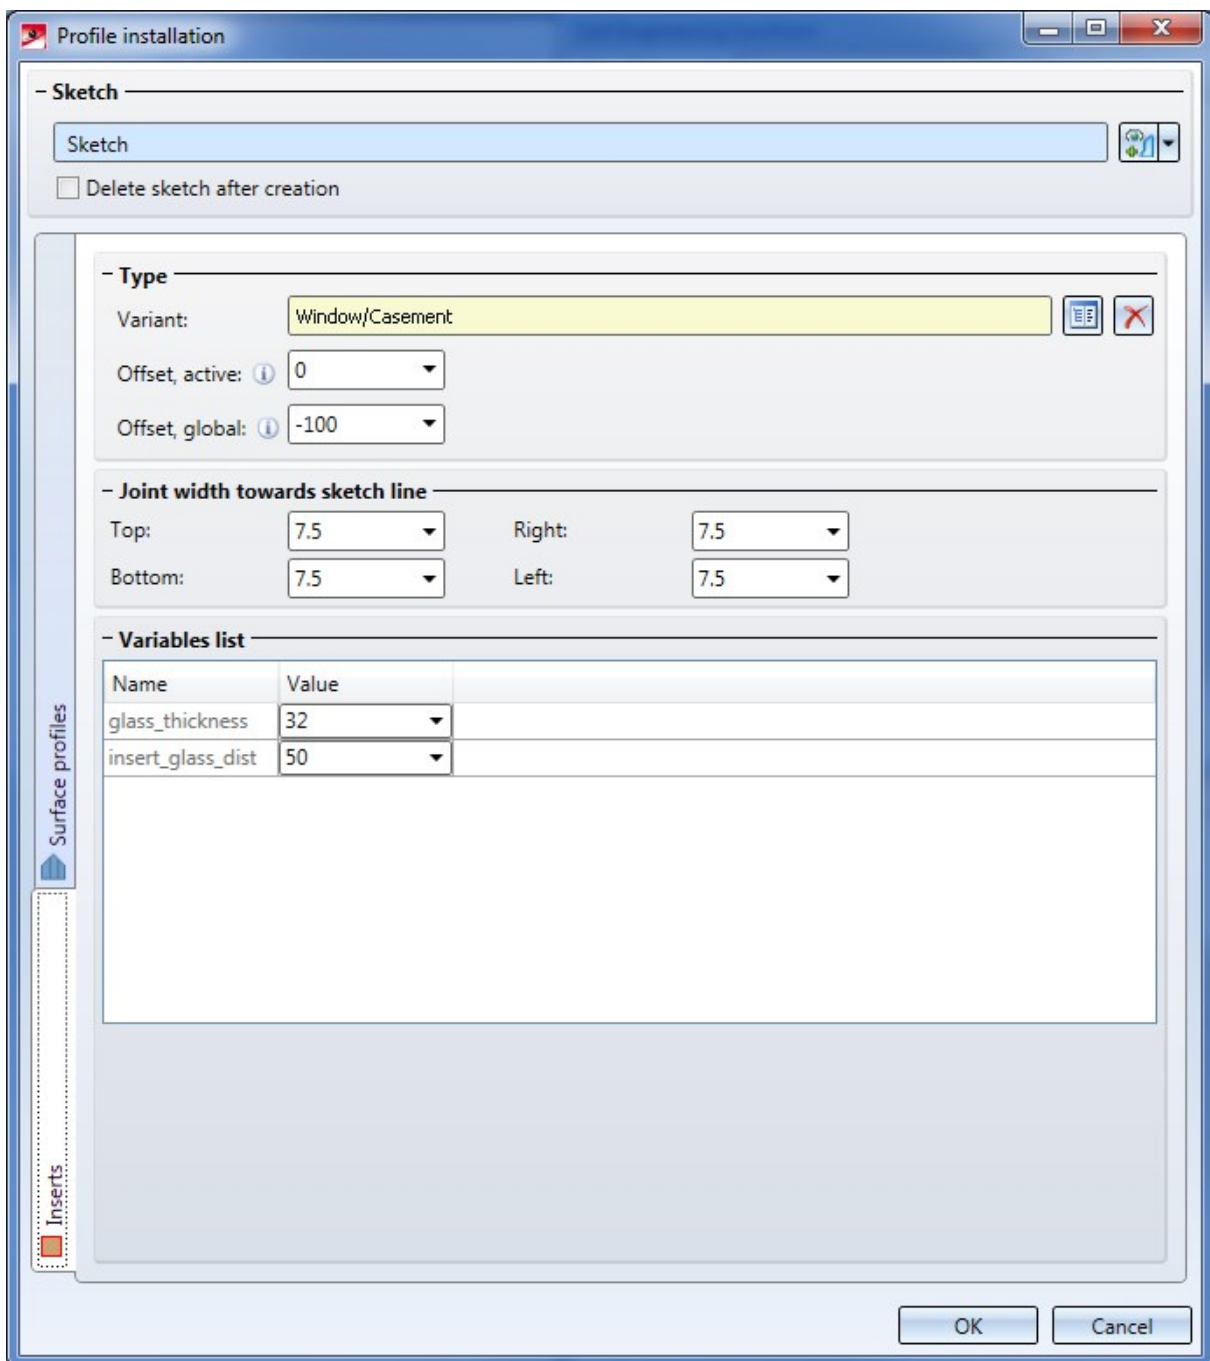 Profile installation
Sketch
Sketch
Delete sketch after creation
Type
Variant: Window/Casement
Offset, active: 0
Offset, global: -100
Joint width towards sketch line
Top: 7.5 Right: 7.5
Bottom: 7.5 Left: 7.5
Variables list
Name Value
glass_thickness 32
insert_glass_dist 50
Surface profiles
Inserts
OK Cancel